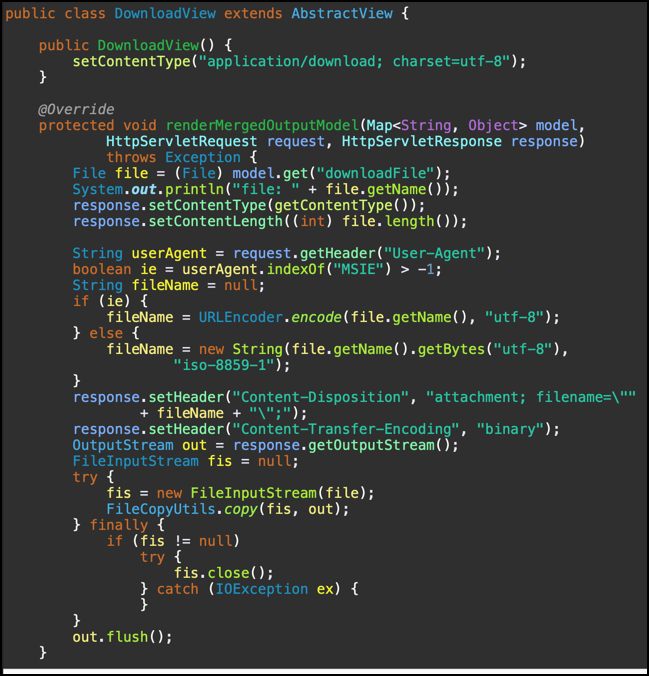 public class DownloadView extends AbstractView {
public DownloadView() {
setContentType("application/download; charset=utf-8");
}
@Override
protected void renderMergedOutputModel(Map<String, Object> model,
HttpServletRequest request, HttpServletResponse response)
throws Exception {
File file = (File) model.get("downloadFile");
System.out.println("file: " + file.getName());
response.setContentType(getContentType());
response.setContentLength((int) file.length());
String userAgent = request.getHeader("User-Agent");
boolean ie = userAgent.indexOf("MSIE") > -1;
String fileName = null;
if (ie) {
fileName = URLEncoder.encode(file.getName(), "utf-8");
} else {
fileName = new String(file.getName().getBytes("utf-8"),
"iso-8859-1");
}
response.setHeader("Content-Disposition", "attachment; filename=\""
+ fileName + "\";");
response.setHeader("Content-Transfer-Encoding", "binary");
OutputStream out = response.getOutputStream();
FileInputStream fis = null;
try {
fis = new FileInputStream(file);
FileCopyUtils.copy(fis, out);
} finally {
if (fis != null)
try {
fis.close();
} catch (IOException ex) {
}
}
out.flush();
}